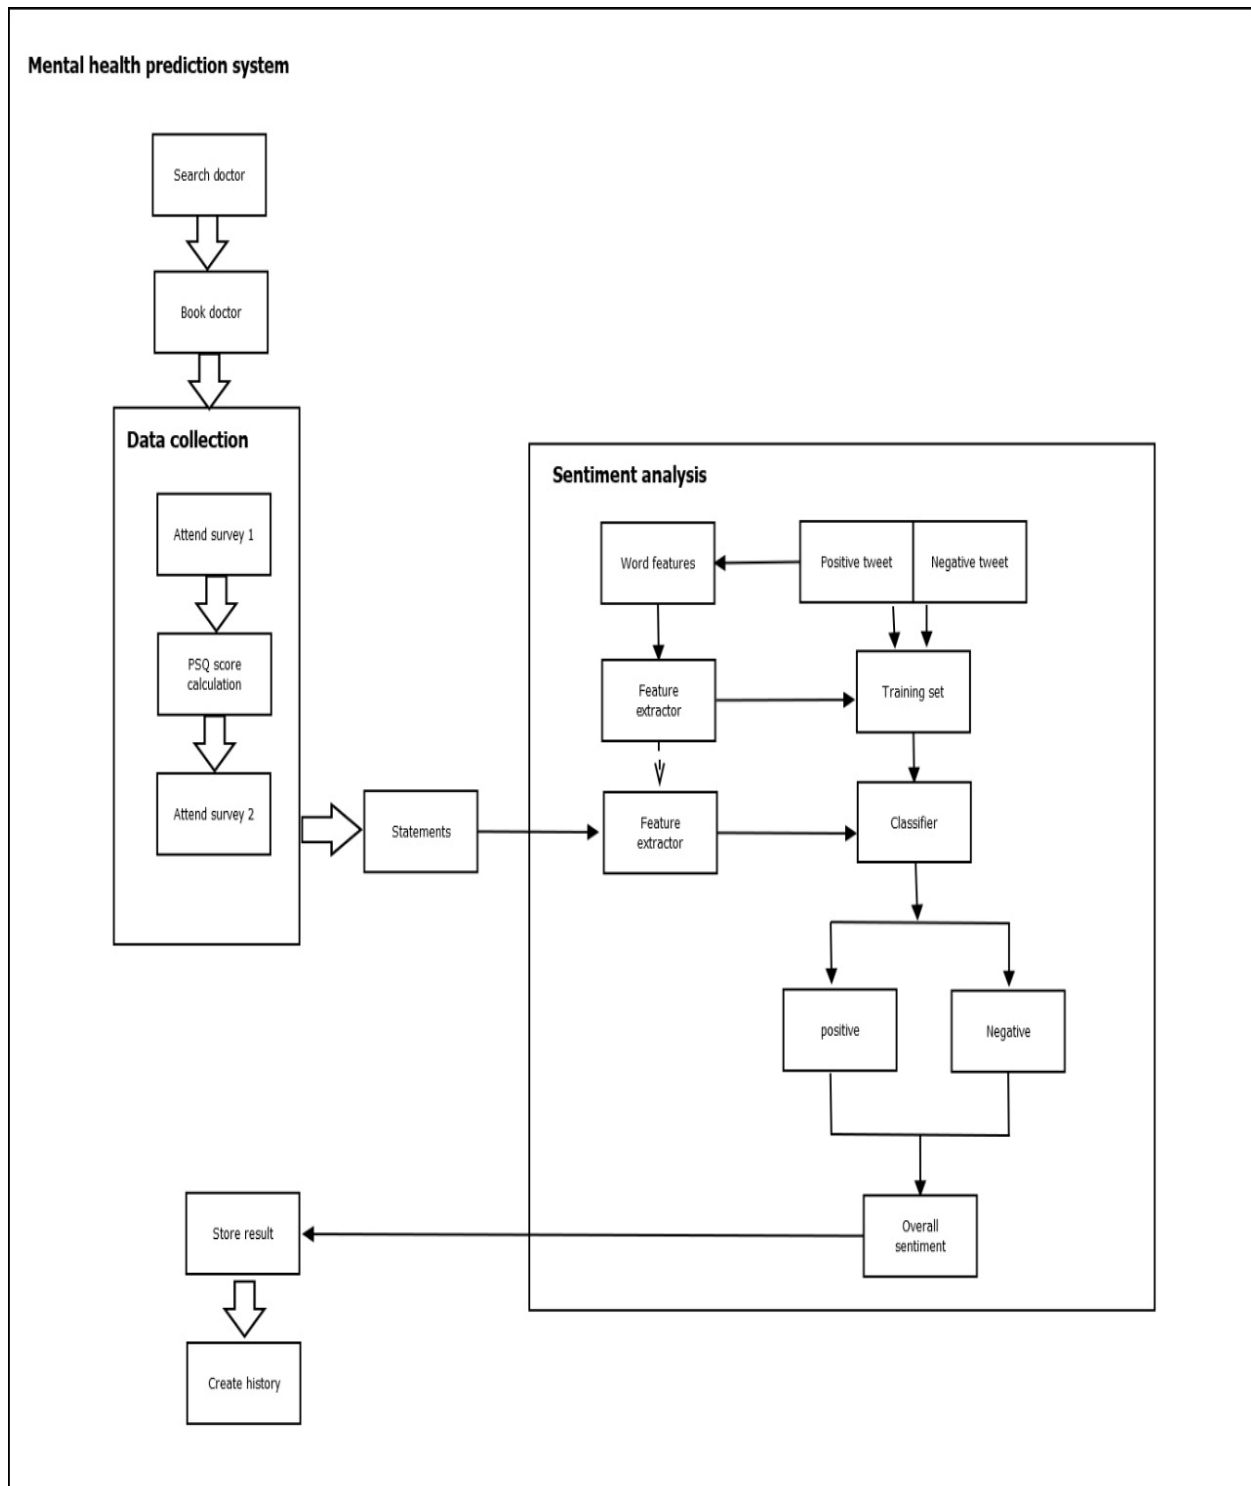 Mental health prediction system
Search doctor
Book doctor
Data collection
Attend survey 1
PSQ score
calculation
Attend survey 2
Statements
Sentiment analysis
Word features
Positive tweet
Negative tweet
Feature
extractor
Training set
Feature
extractor
Classifier
positive
Negative
Overall
sentiment
Store result
Create history